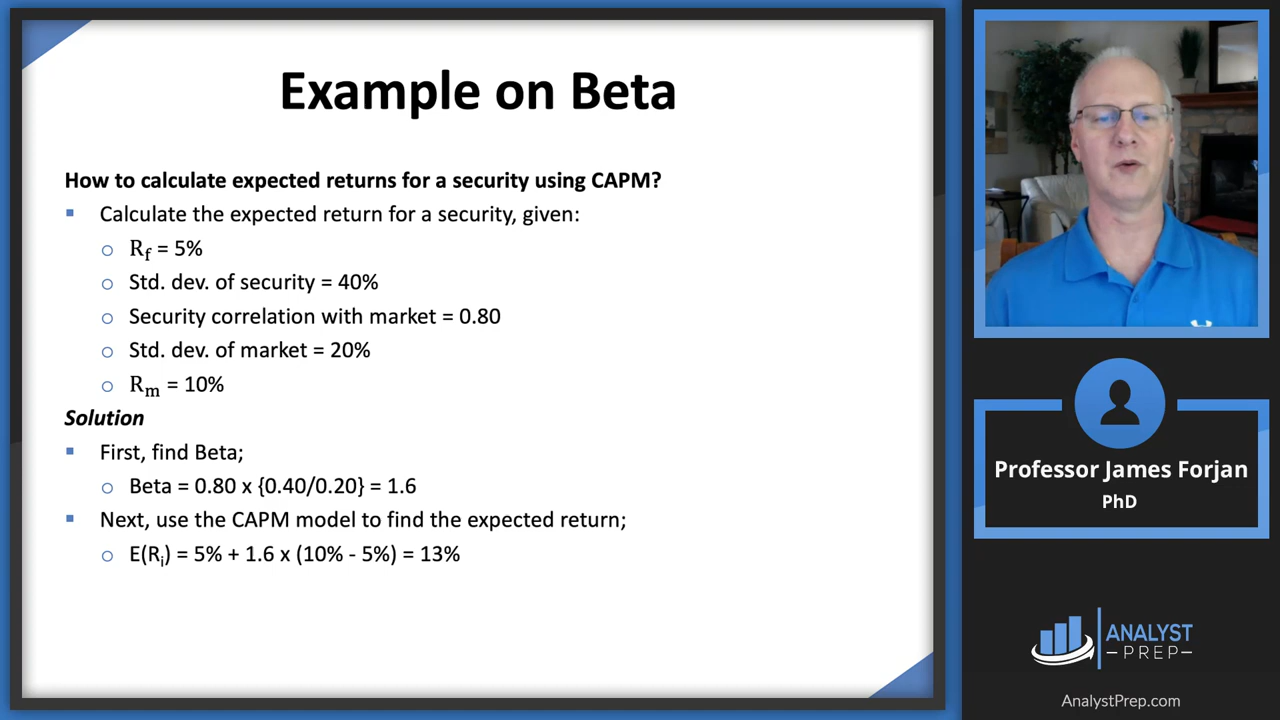 Example on Beta
How to calculate expected returns for a security using CAPM?
▪ Calculate the expected return for a security, given:
o R_f = 5%
o Std. dev. of security = 40%
o Security correlation with market = 0.80
o Std. dev. of market = 20%
o R_m = 10%
Solution
▪ First, find Beta;
o Beta = 0.80 x {0.40/0.20} = 1.6
▪ Next, use the CAPM model to find the expected return;
o E(R_i) = 5% + 1.6 x (10% - 5%) = 13%
Professor James Forjan
PhD
ANALYST
PREP
AnalystPrep.com